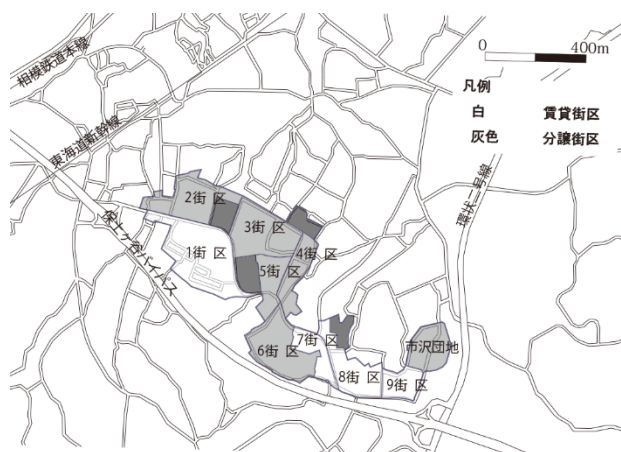 相模鉄道本線
東海道新幹線
保土ヶ谷バイパス
環状二号線
0 400m
凡例
白 賃貸街区
灰色 分譲街区
2街 区
3街 区
1街 区
4街 区
5街 区
7街 区
6街 区
市沢団地
8街 区
9街 区